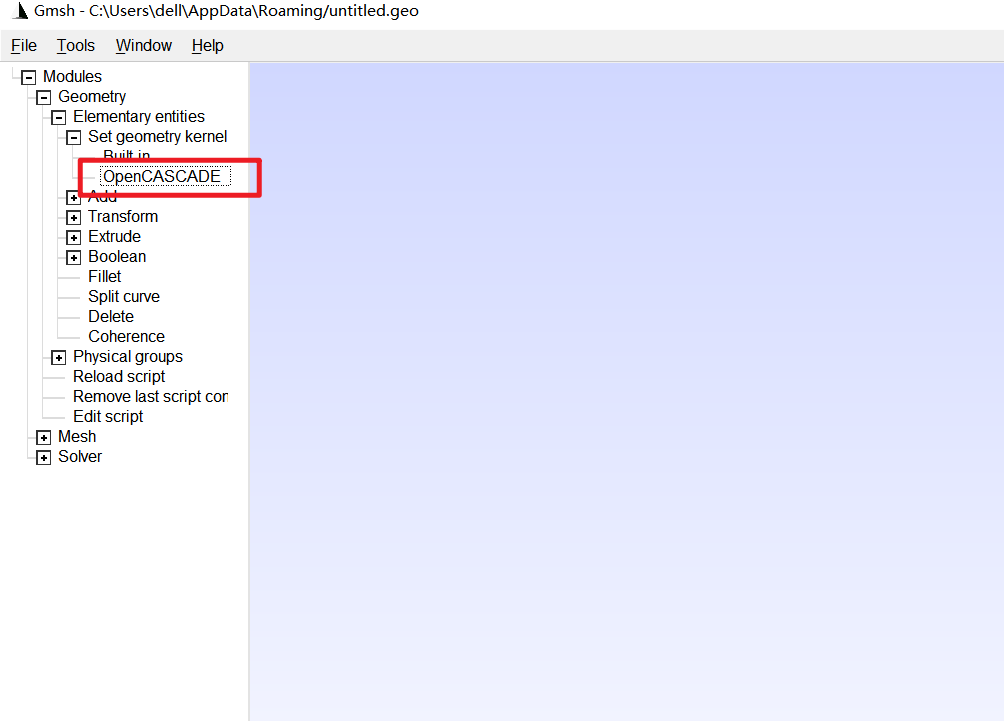 Gmsh - C:\Users\dell\AppData\Roaming/untitled.geo
File Tools Window Help
Modules
Geometry
Elementary entities
Set geometry kernel
Built-in
OpenCASCADE
Add
Transform
Extrude
Boolean
Fillet
Split curve
Delete
Coherence
Physical groups
Reload script
Remove last script con
Edit script
Mesh
Solver